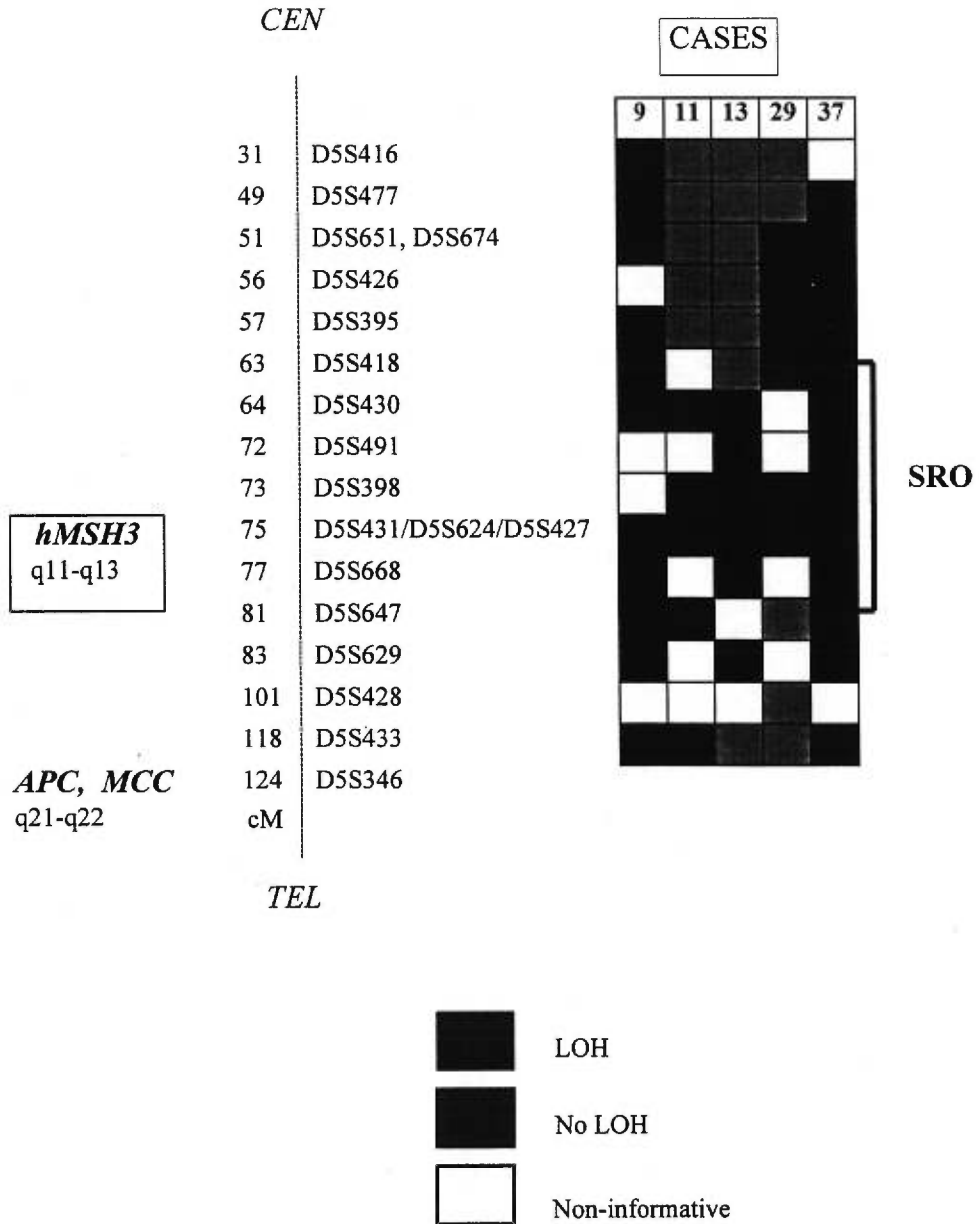 CEN
CASES
9 11 13 29 37
31 D5S416
49 D5S477
51 D5S651, D5S674
56 D5S426
57 D5S395
63 D5S418
64 D5S430
72 D5S491
73 D5S398
SRO
hMSH3
q11-q13
75 D5S431/D5S624/D5S427
77 D5S668
81 D5S647
83 D5S629
101 D5S428
118 D5S433
APC, MCC
q21-q22
124 D5S346
cM
TEL
LOH
No LOH
Non-informative